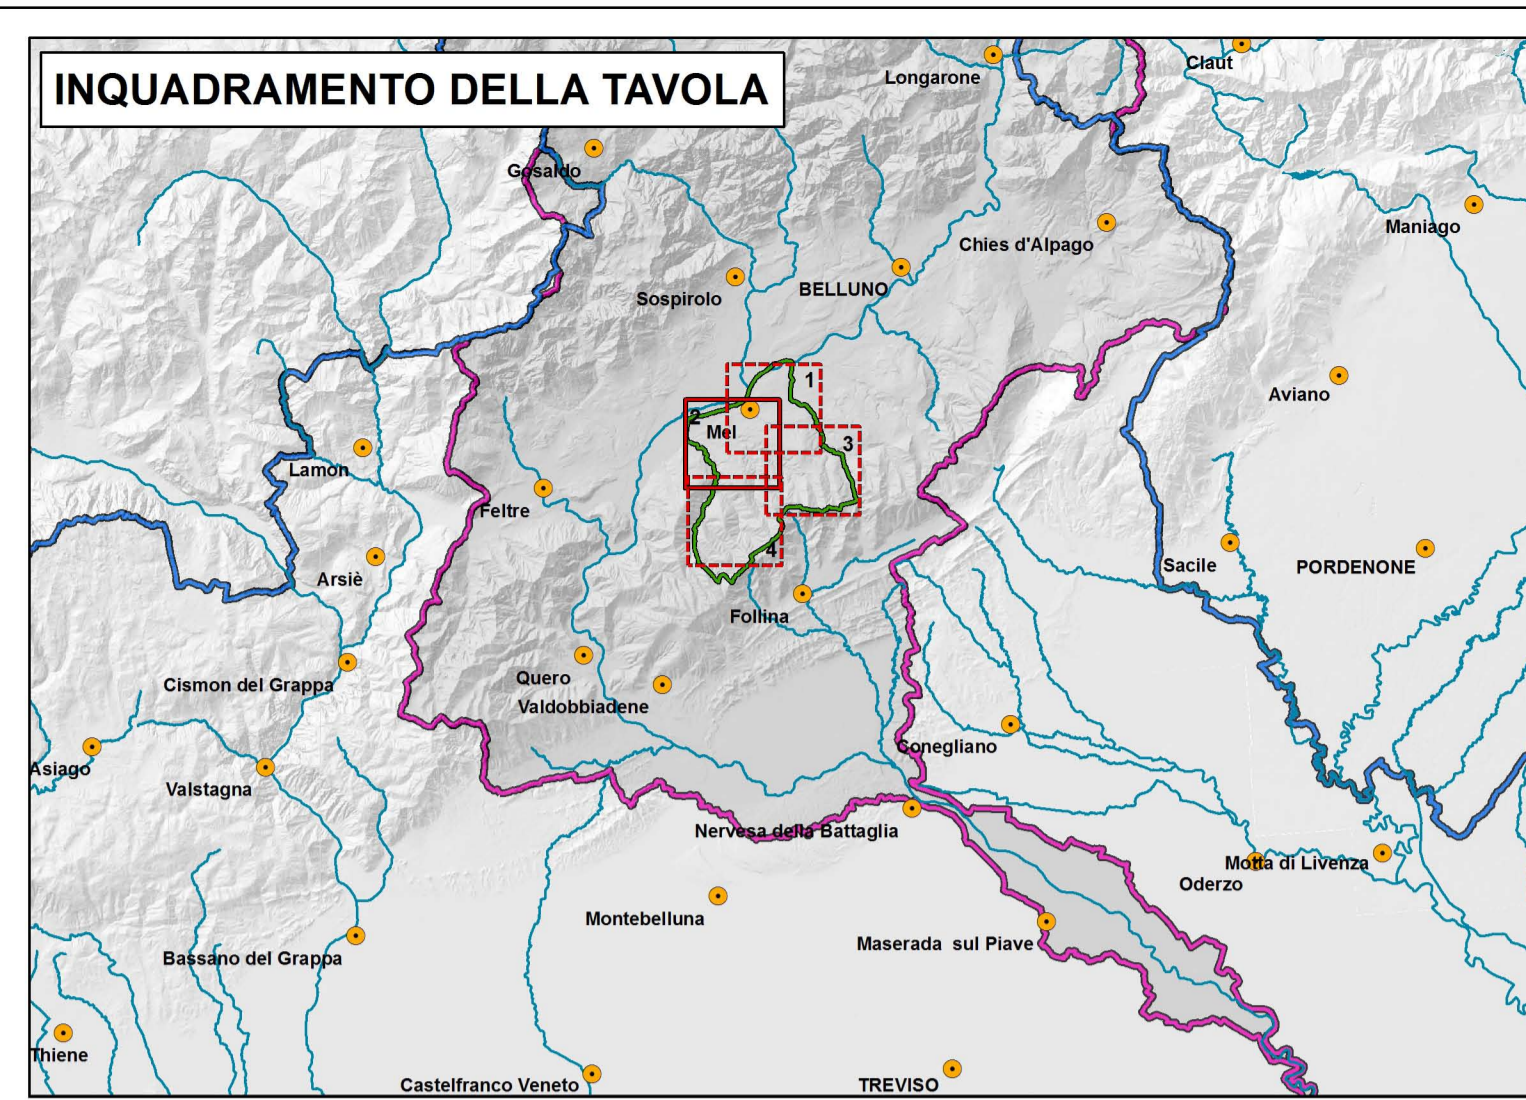 INQUADRAMENTO DELLA TAVOLA
Longarone
Claut
Gosaldo
Maniago
Chies d'Alpago
Sospirolo
BELLUNO
1
Aviano
2
Mel
3
Lamon
Feltre
4
Arsiè
Sacile
PORDENONE
Follina
Cismon del Grappa
Quero
Valdobbiadene
Conegliano
Asiago
Valstagna
Nervesa della Battaglia
Motta di Livenza
Oderzo
Montebelluna
Maserada sul Piave
Bassano del Grappa
Thiene
Castelfranco Veneto
TREVISO